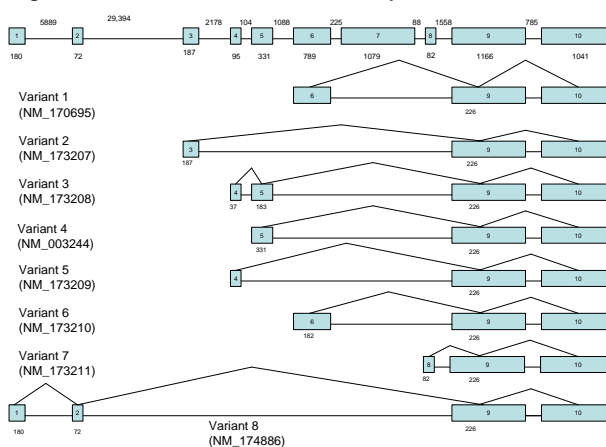 5889 29,394 2178 104 1088 225 88 1558 785
1 2 3 4 5 6 7 8 9 10
180 72 187 95 331 789 1079 82 1166 1041
Variant 1
(NM_170695)
6 9 10
226
Variant 2
(NM_173207)
3 9 10
187 226
Variant 3
(NM_173208)
4 5 9 10
37 183 226
Variant 4
(NM_003244)
5 9 10
331 226
Variant 5
(NM_173209)
4 9 10
226
Variant 6
(NM_173210)
6 9 10
182 226
Variant 7
(NM_173211)
8 9 10
82 226
1 2 9 10
180 72 226
Variant 8
(NM_174886)